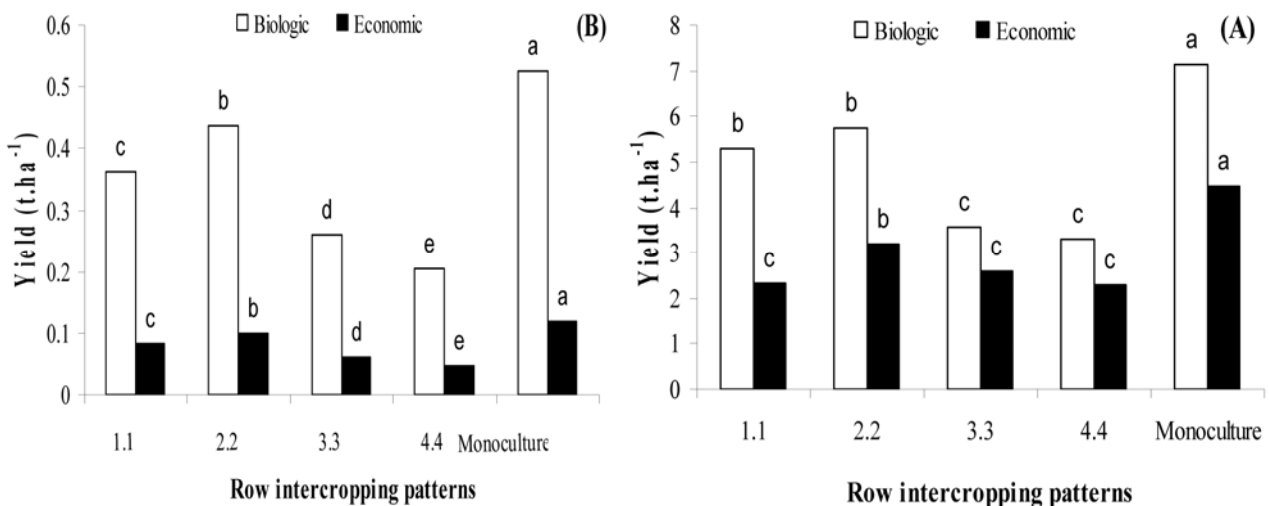 (B)
Biologic Economic
Yield (t.ha⁻¹)
0.6
0.5
0.4
0.3
0.2
0.1
0
c
c
b
b
d
d
e
e
a
a
1.1 2.2 3.3 4.4 Monoculture
Row intercropping patterns
(A)
Biologic Economic
Yield (t.ha⁻¹)
8
7
6
5
4
3
2
1
0
b
c
b
b
c
c
c
c
a
a
1.1 2.2 3.3 4.4 Monoculture
Row intercropping patterns